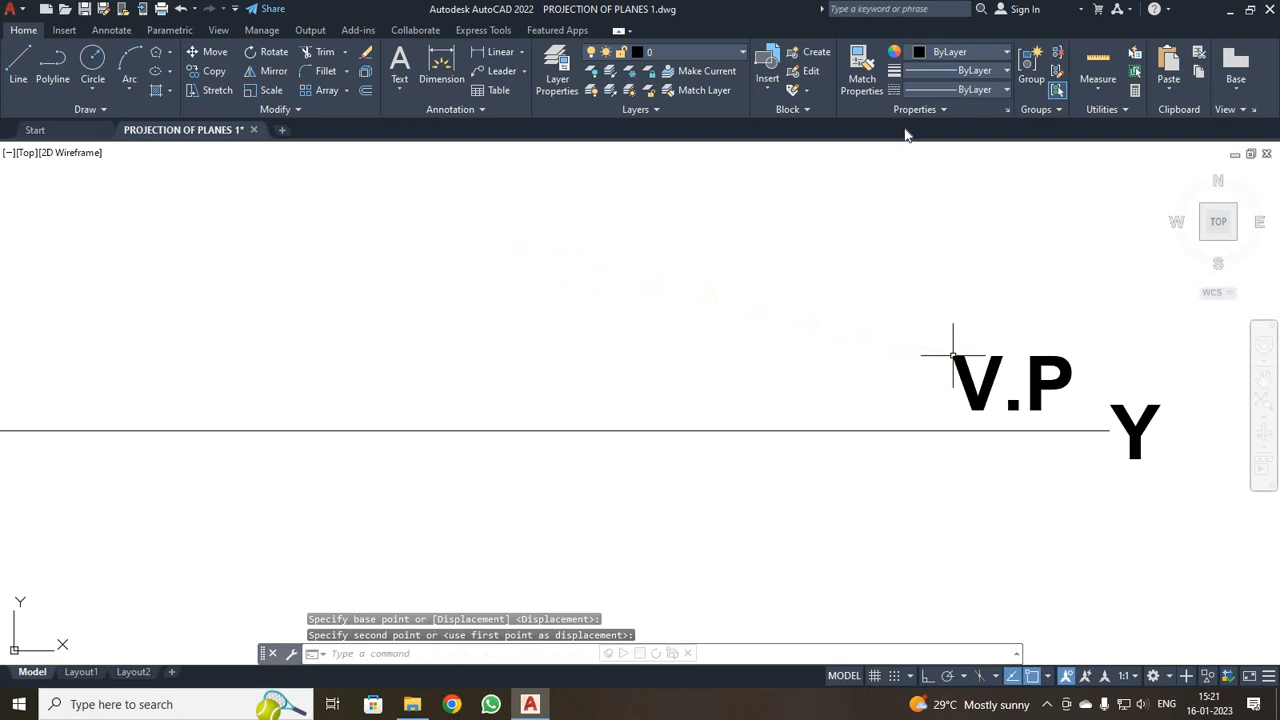 Share
Autodesk AutoCAD 2022 PROJECTION OF PLANES 1.dwg
Type a keyword or phrase
Sign In
Home Insert Annotate Parametric View Manage Output Add-ins Collaborate Express Tools Featured Apps
Line Polyline Circle Arc
Move Rotate Trim
Copy Mirror Fillet
Stretch Scale Array
Text Dimension
Linear
Leader
Table
Layer Properties
0
Make Current
Match Layer
Insert
Create
Edit
Match Properties
ByLayer
ByLayer
ByLayer
Group
Measure
Paste
Base
Draw Modify Annotation Layers Block Properties Groups Utilities Clipboard View
Start PROJECTION OF PLANES 1*
[−][Top][2D Wireframe]
N
W TOP E
S
WCS
V.P
Y
Y
X
Specify base point or [Displacement] <Displacement>:
Specify second point or <use first point as displacement>:
Type a command
Model Layout1 Layout2
MODEL 1:1
Type here to search
29°C Mostly sunny
ENG
15:21
16-01-2023